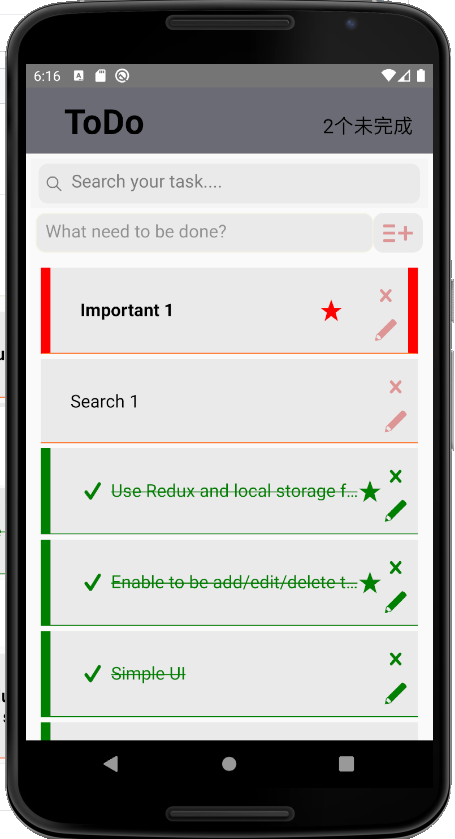 6:16
ToDo
2个未完成
Search your task....
What need to be done?
Important 1
Search 1
Use Redux and local storage f...
Enable to be add/edit/delete t...
Simple UI